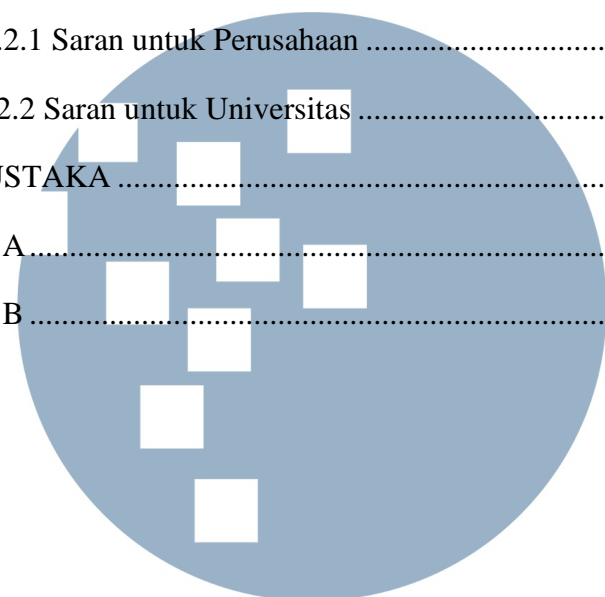 .2.1 Saran untuk Perusahaan ..............................
2.2 Saran untuk Universitas ...............................
USTAKA .............................................................
A .........................................................................
B .........................................................................